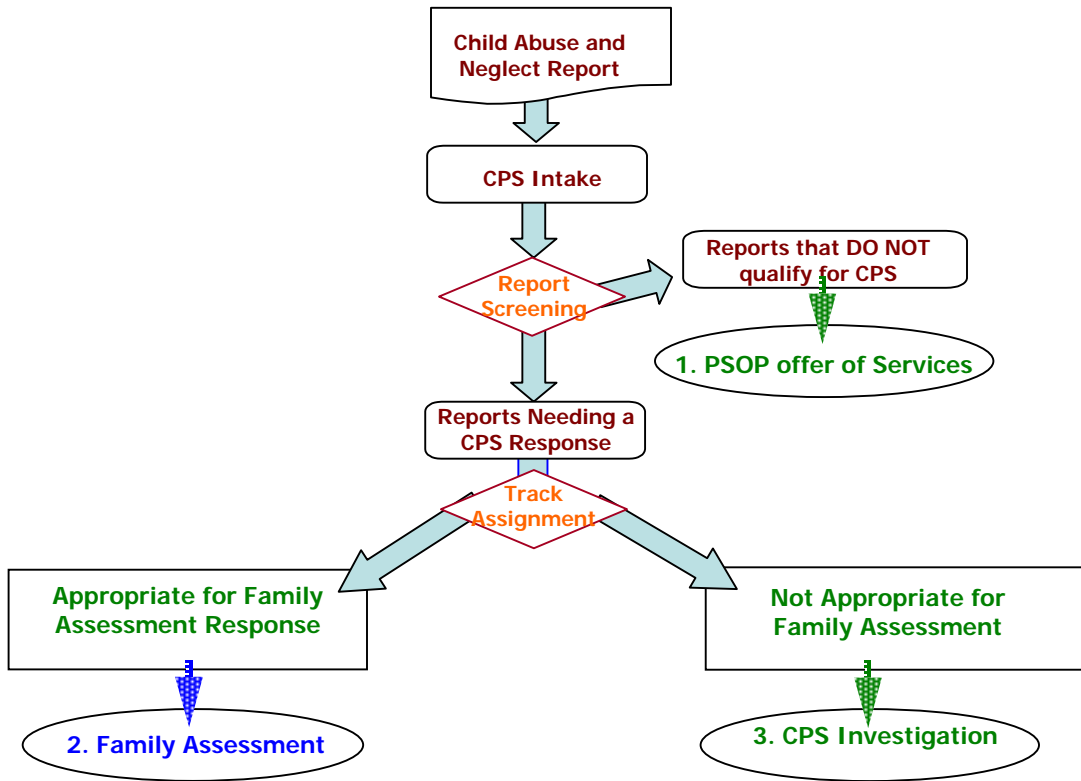 Child Abuse and
Neglect Report
CPS Intake
Report
Screening
Reports that DO NOT
qualify for CPS
1. PSOP offer of Services
Reports Needing a
CPS Response
Track
Assignment
Appropriate for Family
Assessment Response
Not Appropriate for
Family Assessment
2. Family Assessment
3. CPS Investigation